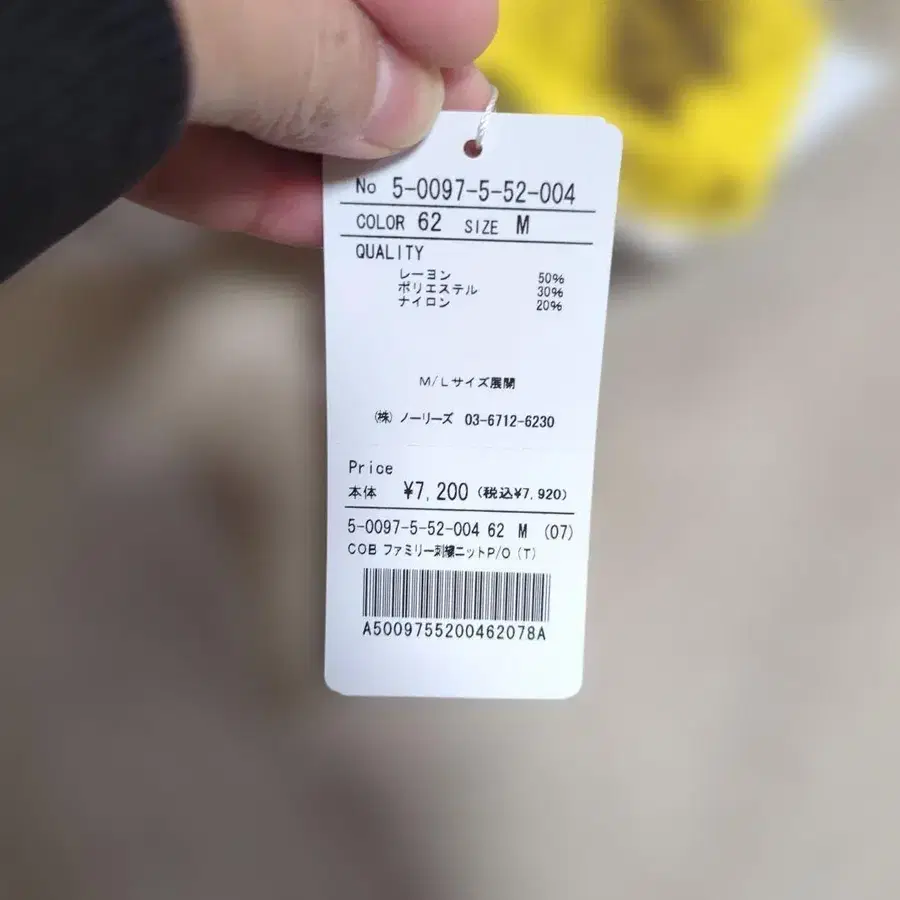 No 5-0097-5-52-004
COLOR 62 SIZE M
QUALITY
レーヨン 50%
ポリエステル 30%
ナイロン 20%
M/Lサイズ展開
㈱ ノーリーズ 03-6712-6230
Price
本体 ¥7,200 (税込¥7,920)
5-0097-5-52-004 62 M (07)
COB ファミリー刺繍ニットP/O(T)
A5009755200462078A